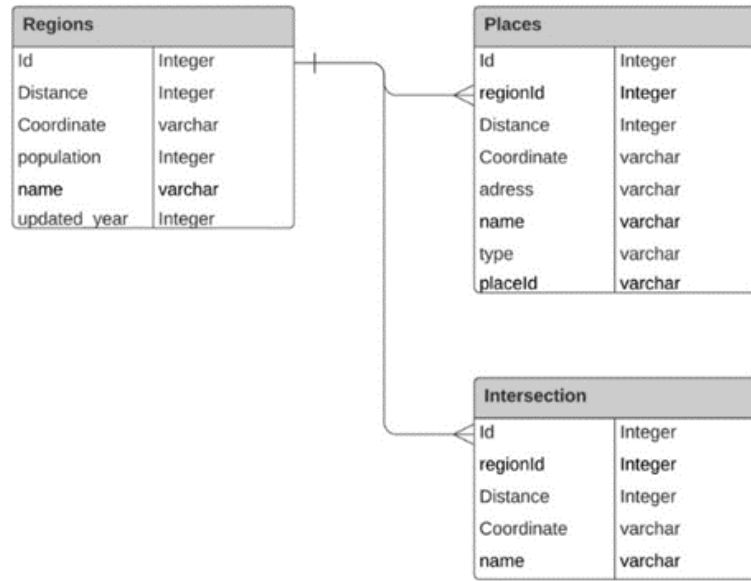 Regions
Id Integer
Distance Integer
Coordinate varchar
population Integer
name varchar
updated_year Integer
Places
Id Integer
regionId Integer
Distance Integer
Coordinate varchar
adress varchar
name varchar
type varchar
placeId varchar
Intersection
Id Integer
regionId Integer
Distance Integer
Coordinate varchar
name varchar